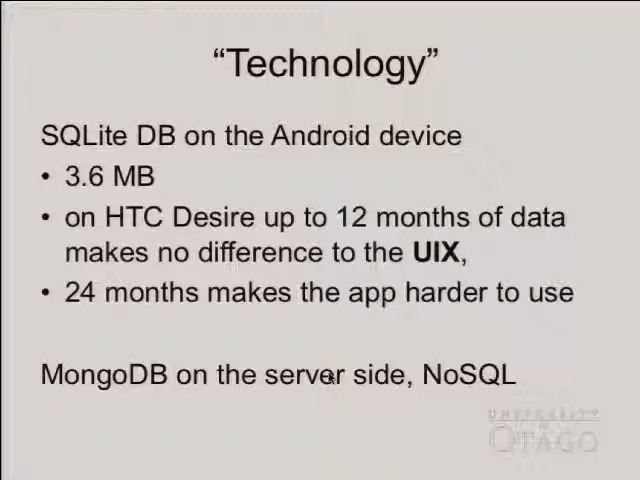 “Technology”
SQLite DB on the Android device
• 3.6 MB
• on HTC Desire up to 12 months of data
makes no difference to the UIX,
• 24 months makes the app harder to use
MongoDB on the server side, NoSQL
UNIVERSITY
OTAGO